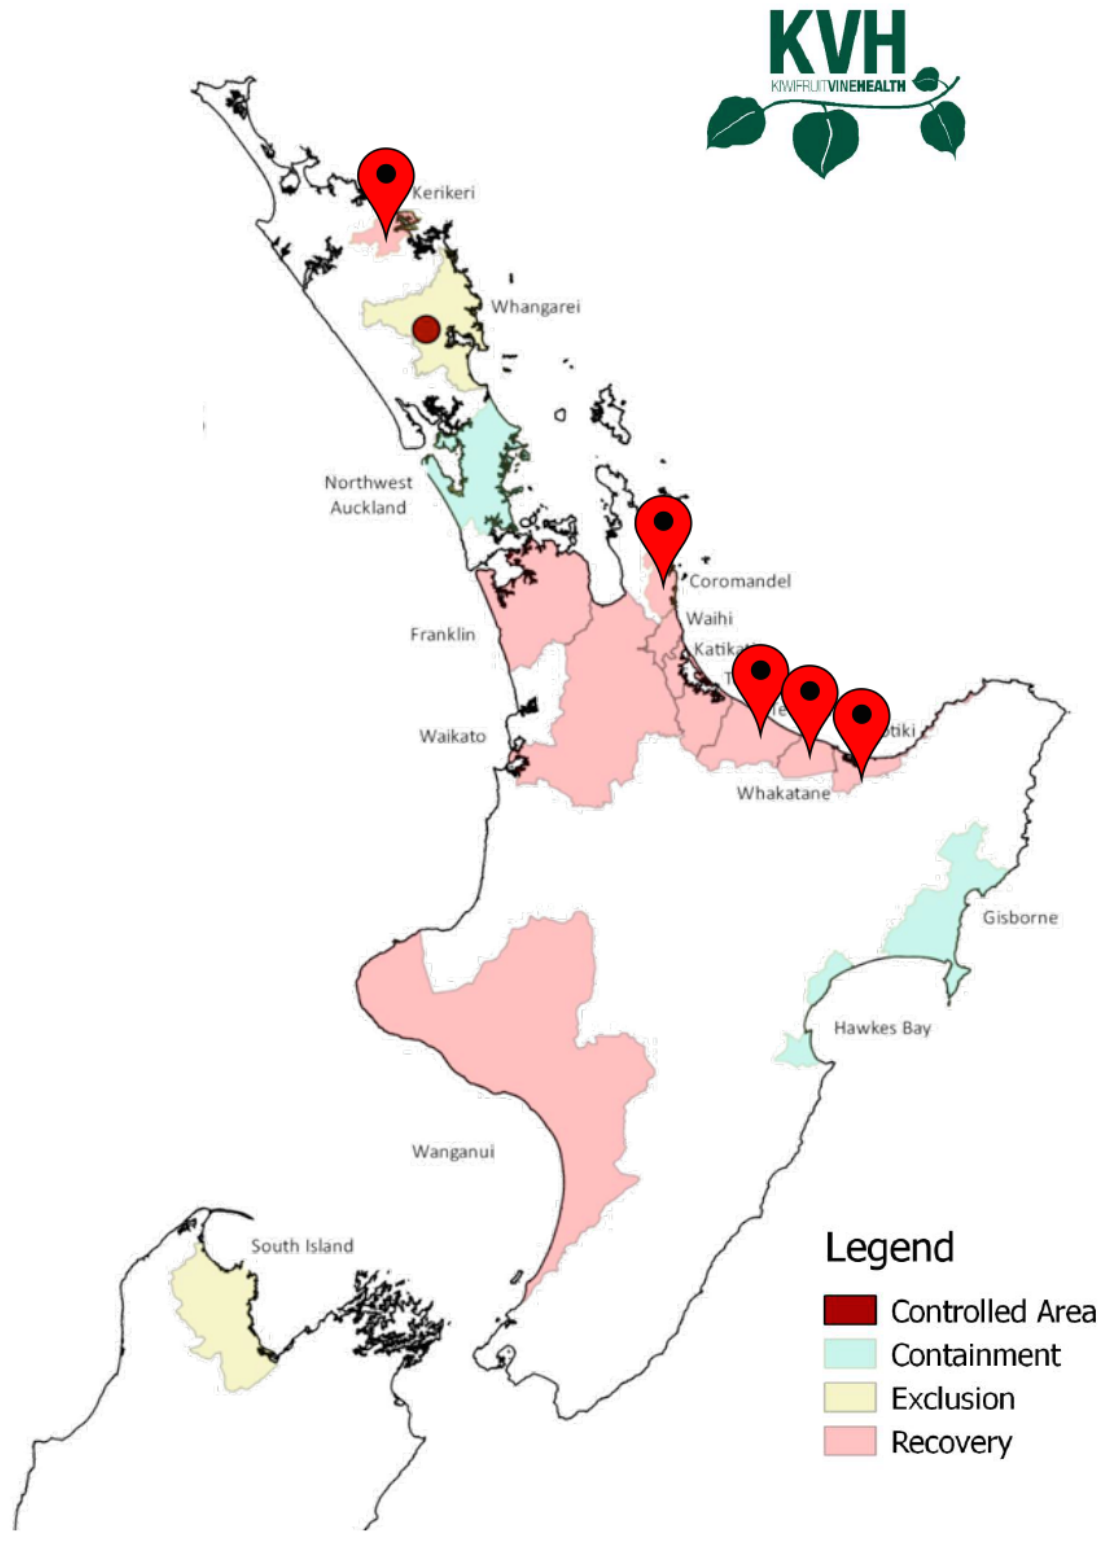 KVH
KIWIFRUITVINEHEALTH
Kerikeri
Whangarei
Northwest
Auckland
Coromandel
Waihi
Franklin
Waikato
Whakatane
Gisborne
Hawkes Bay
Wanganui
South Island
Legend
Controlled Area
Containment
Exclusion
Recovery